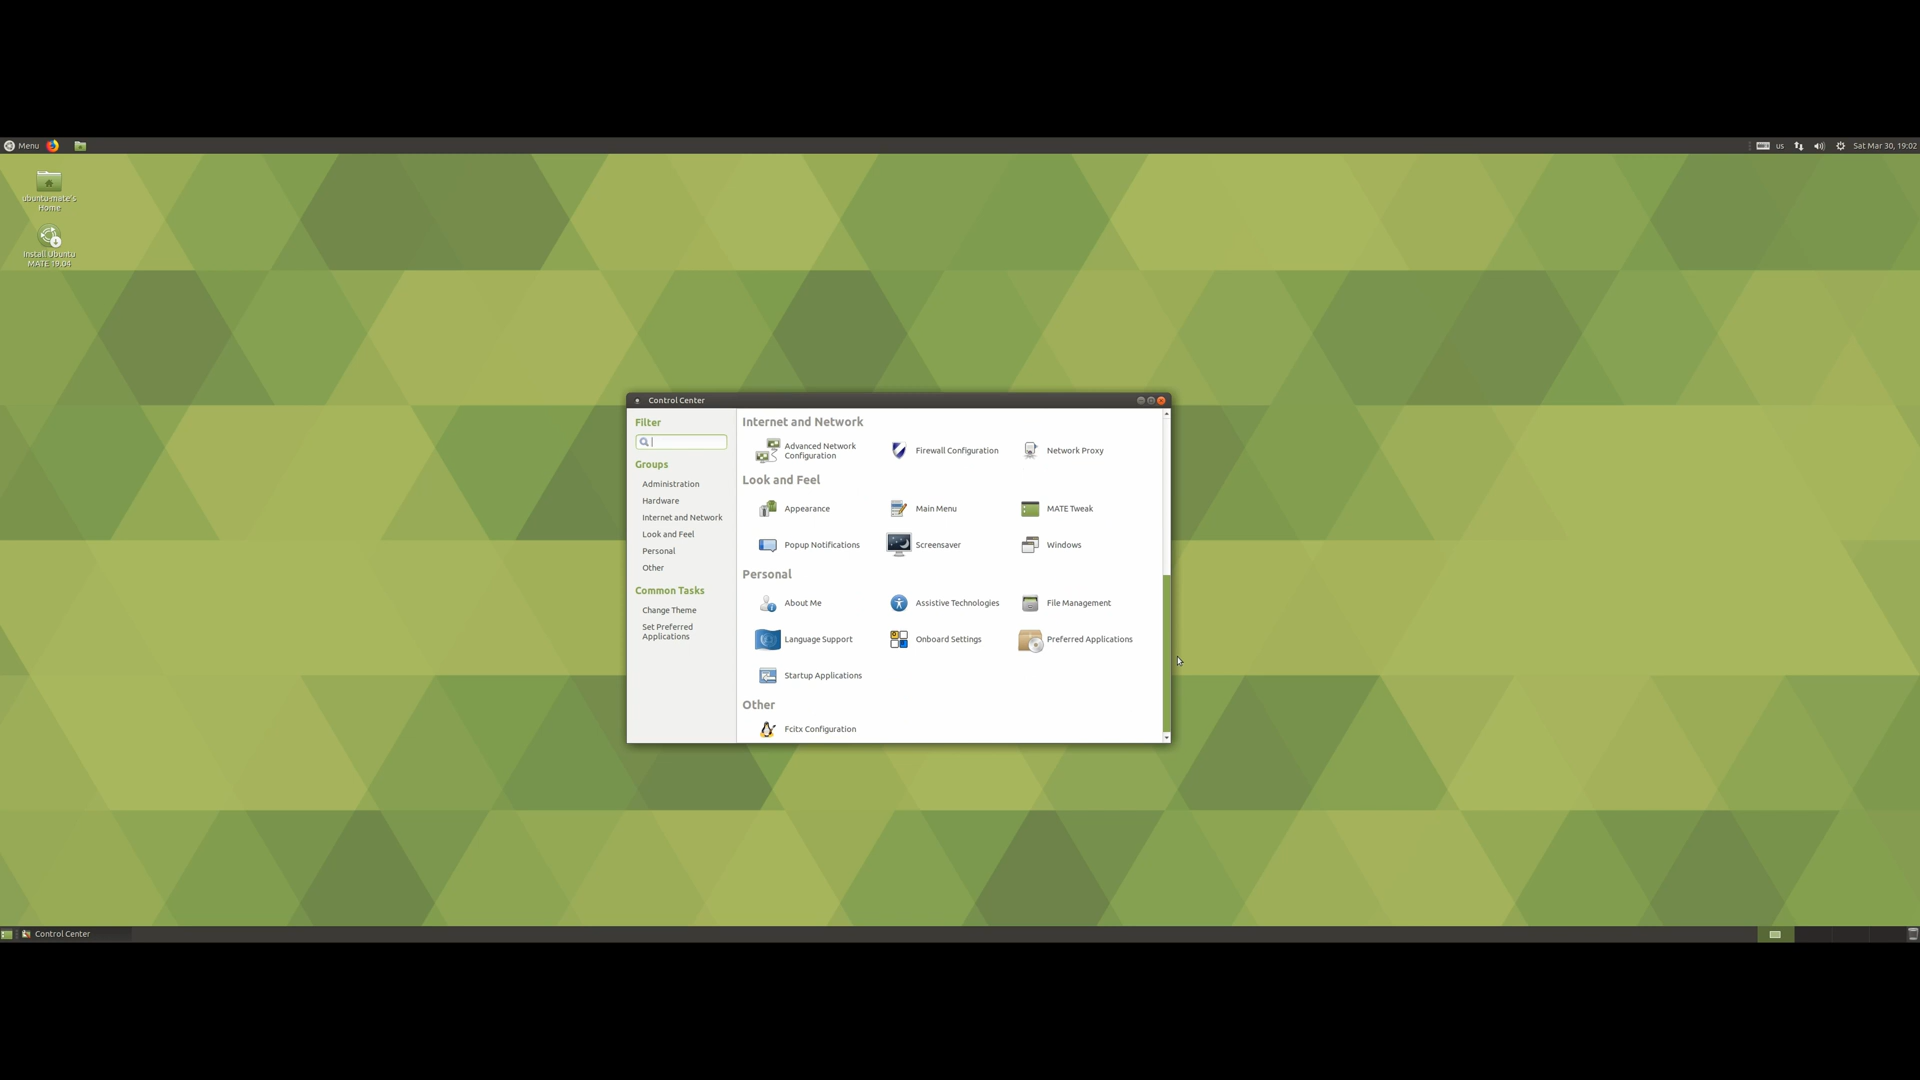 Menu
us
Sat Mar 30, 19:02
ubuntu-mate's
Home
Install Ubuntu
MATE 19.04
Control Center
Filter
Groups
Administration
Hardware
Internet and Network
Look and Feel
Personal
Other
Common Tasks
Change Theme
Set Preferred
Applications
Internet and Network
Advanced Network
Configuration
Firewall Configuration
Network Proxy
Look and Feel
Appearance
Main Menu
MATE Tweak
Popup Notifications
Screensaver
Windows
Personal
About Me
Assistive Technologies
File Management
Language Support
Onboard Settings
Preferred Applications
Startup Applications
Other
Fcitx Configuration
Control Center